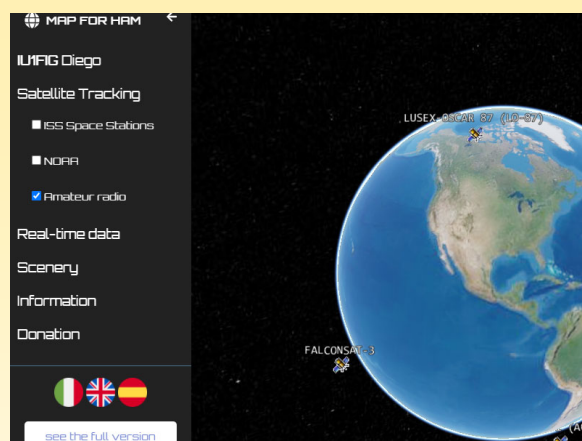 MAP FOR HAM
IU1FIG Diego
Satellite Tracking
ISS Space Stations
NOAA
Amateur radio
Real-time data
Scenery
Information
Donation
see the full version
LUSEX-OSCAR 87 (LO-87)
FALCONSAT-3